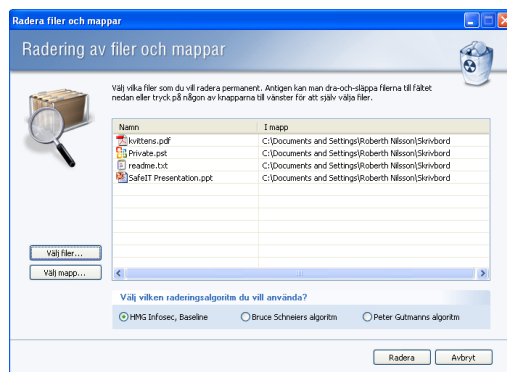 Radera filer och mappar
Radering av filer och mappar
Välj vilka filer som du vill radera permanent. Antigen kan man dra-och-släppa filerna till fältet
nedan eller tryck på någon av knapparna till vänster för att själv välja filer.
Namn I mapp
kvittens.pdf C:\Documents and Settings\Roberth Nilsson\Skrivbord
Private.pst C:\Documents and Settings\Roberth Nilsson\Skrivbord
readme.txt C:\Documents and Settings\Roberth Nilsson\Skrivbord
SafeIT Presentation.ppt C:\Documents and Settings\Roberth Nilsson\Skrivbord
Välj filer...
Välj mapp...
Välj vilken raderingsalgoritm du vill använda?
HMG Infosec, Baseline Bruce Schneiers algoritm Peter Gutmanns algoritm
Radera Avbryt